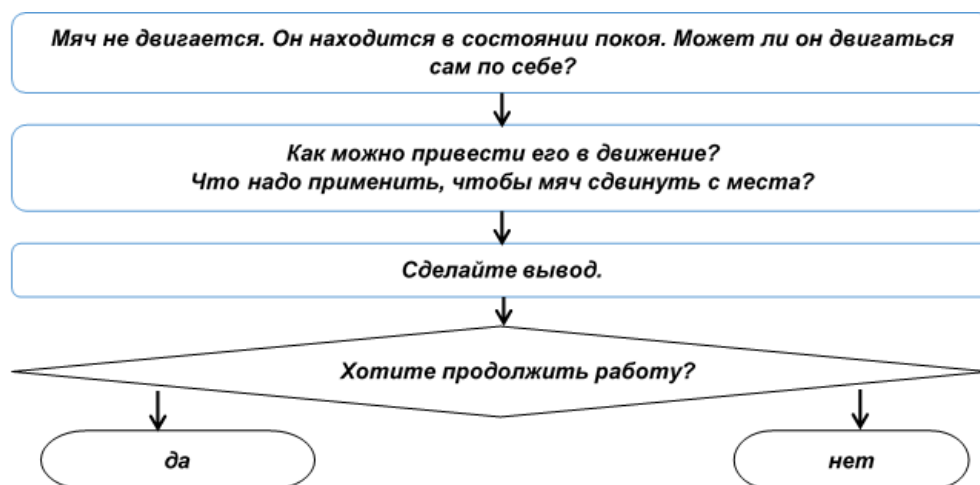 Мяч не двигается. Он находится в состоянии покоя. Может ли он двигаться
сам по себе?
Как можно привести его в движение?
Что надо применить, чтобы мяч сдвинуть с места?
Сделайте вывод.
Хотите продолжить работу?
да
нет